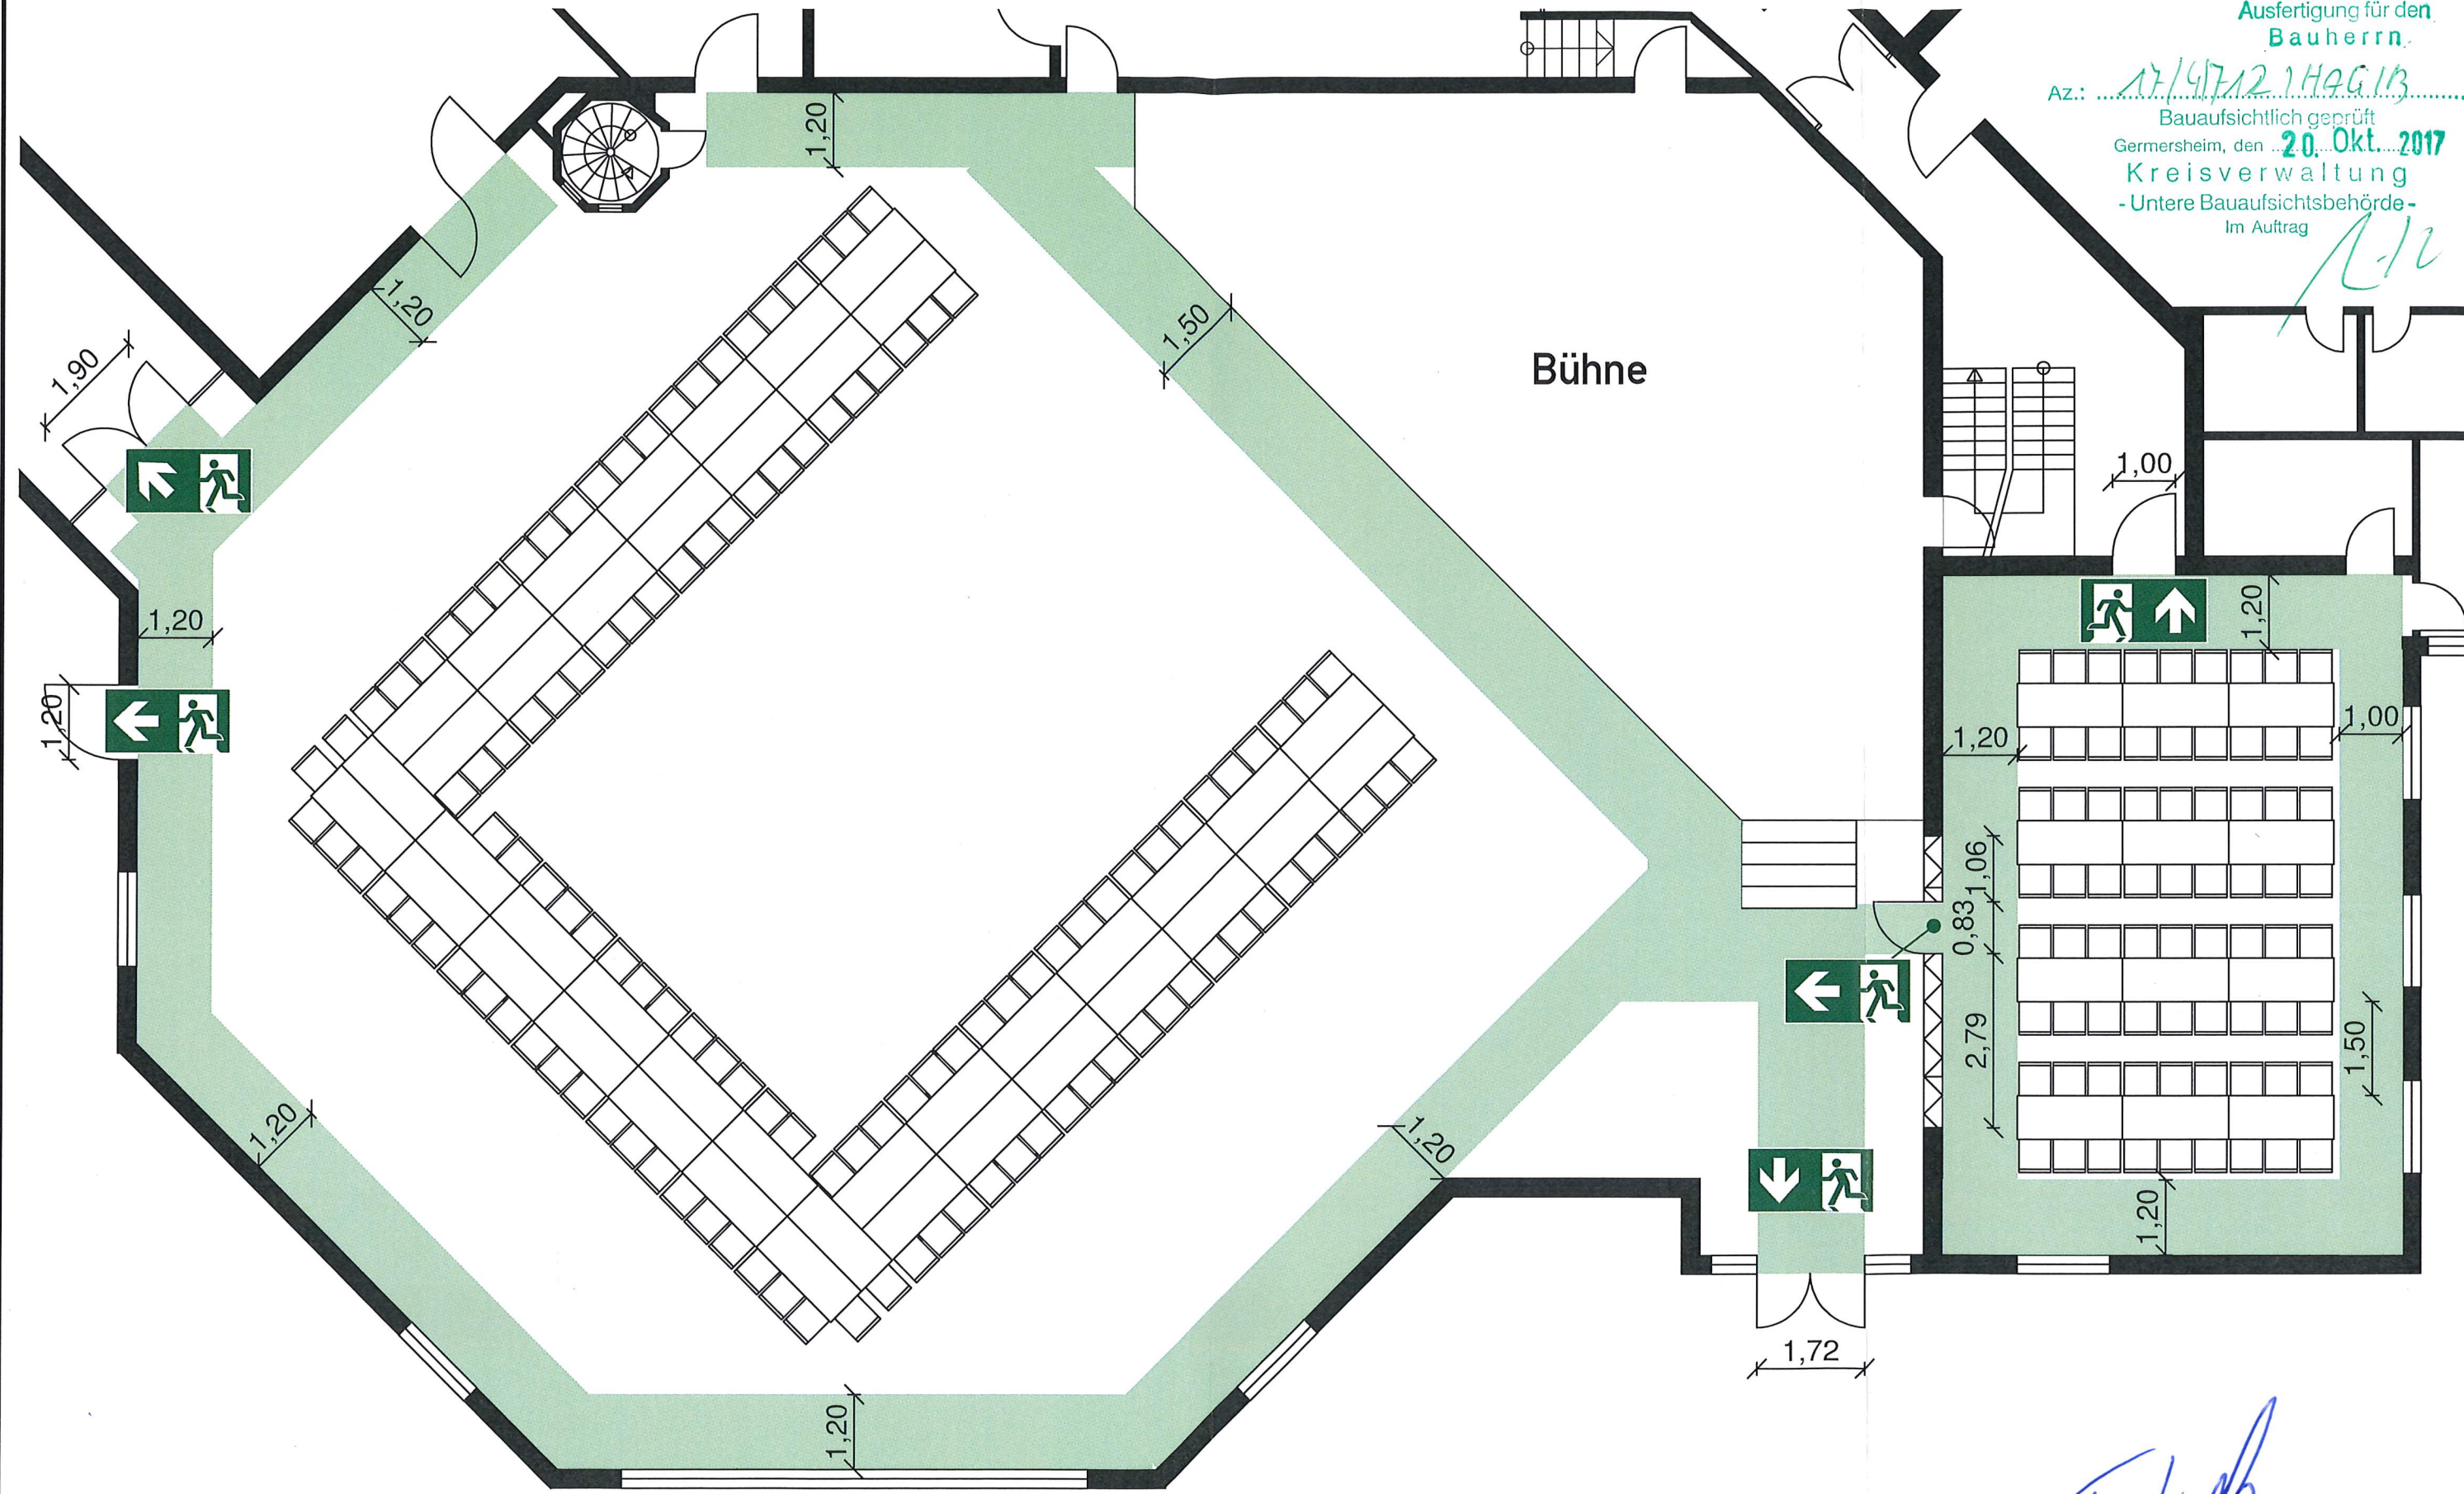 Ausfertigung für den
Bauherrn
Az.:
Bauaufsichtlich geprüft
Germersheim, den 20. Okt. 2017
Kreisverwaltung
- Untere Bauaufsichtsbehörde -
Im Auftrag
1,20
1,20
1,90
1,50
Bühne
1,00
1,20
1,20
1,20
1,00
1,20
1,06
0,83
2,79
1,50
1,20
1,20
1,20
1,20
1,72